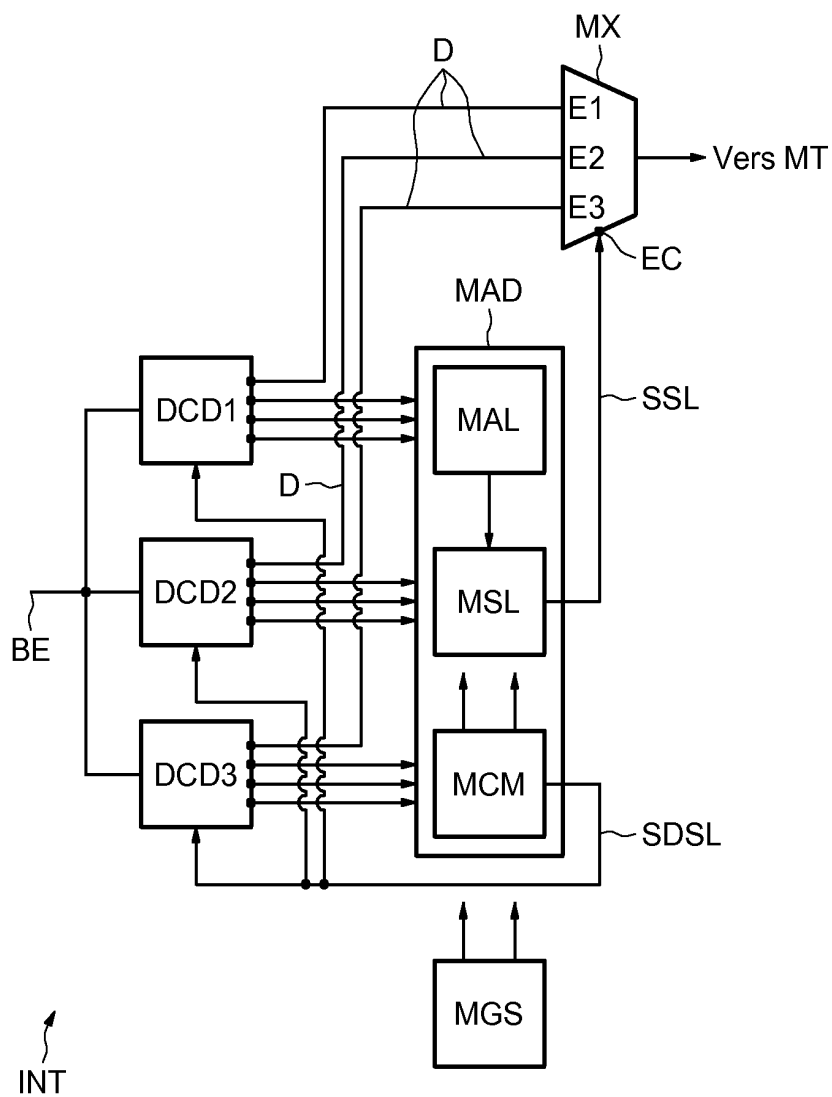 MX
D
E1
E2
Vers MT
E3
EC
MAD
DCD1
MAL
SSL
D
DCD2
MSL
BE
DCD3
MCM
SDSL
MGS
INT